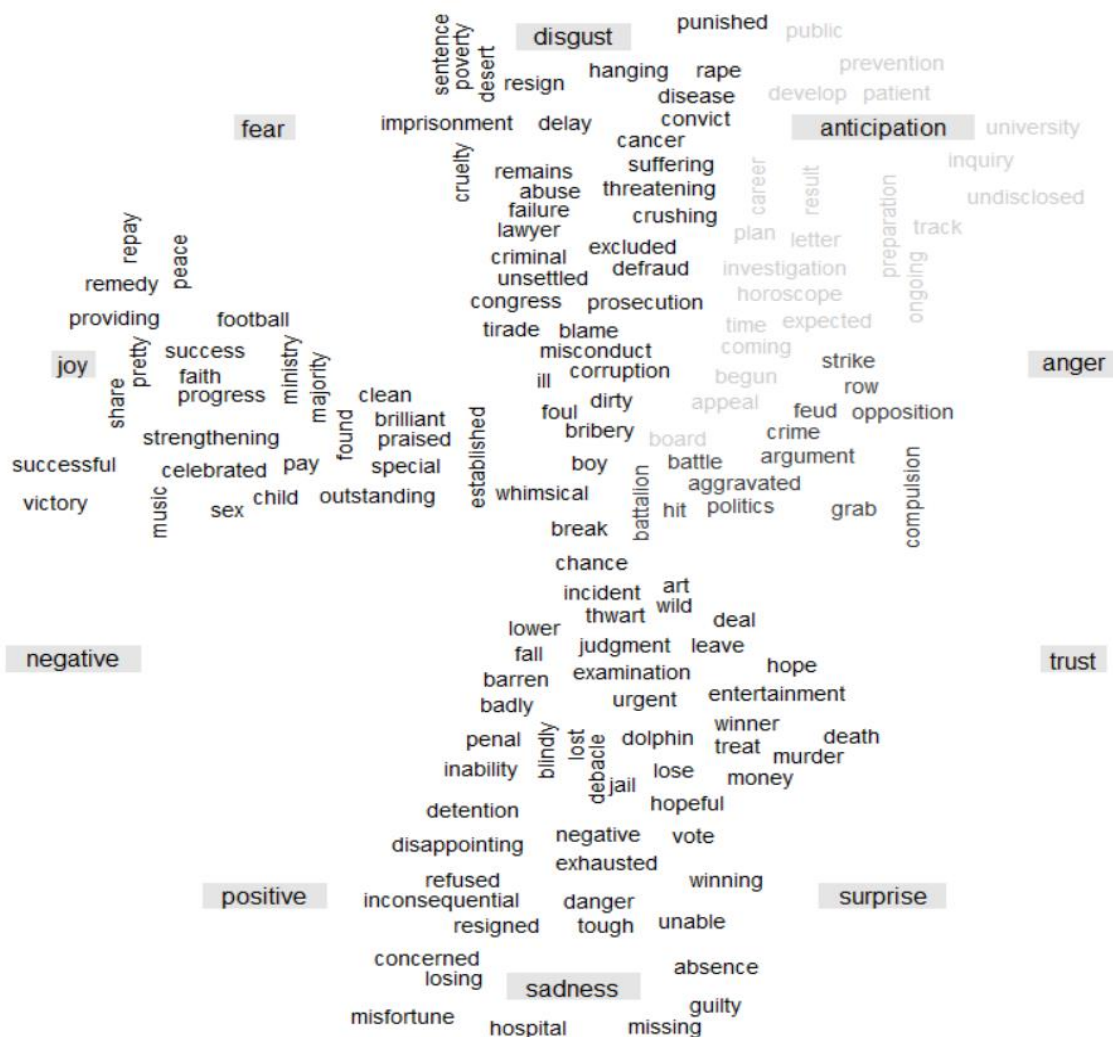 punished
public
disgust
sentence
poverty
desert
prevention
hanging
rape
resign
disease
develop
patient
imprisonment
delay
convict
fear
anticipation
university
cancer
inquiry
cruelty
remains
suffering
abuse
threatening
career
result
undisclosed
failure
crushing
preparation
track
lawyer
plan
letter
repay
peace
criminal
excluded
unsettled
defraud
investigation
ongoing
remedy
congress
prosecution
horoscope
providing
football
tirade
blame
time
expected
pretty
success
ministry
majority
misconduct
coming
strike
joy
anger
share
faith
ill
corruption
begun
row
progress
clean
dirty
appeal
found
brilliant
established
foul
feud
opposition
strengthening
praised
bribery
board
crime
successful
celebrated
pay
special
boy
battle
argument
victory
music
sex
child
outstanding
whimsical
battalion
aggravated
hit
politics
grab
compulsion
break
chance
incident
art
thwart
wild
deal
lower
judgment
leave
negative
fall
trust
barren
examination
hope
badly
urgent
entertainment
winner
penal
blindly
lost
debacle
dolphin
treat
death
murder
inability
jail
lose
money
detention
hopeful
disappointing
negative
vote
exhausted
refused
winning
positive
inconsequential
danger
surprise
resigned
tough
unable
concerned
losing
absence
sadness
guilty
misfortune
hospital
missing